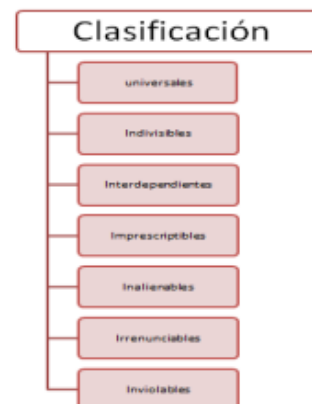 Clasificación
universales
Indivisibles
Interdependientes
Imprescriptibles
Inalienables
Irrenunciables
Inviolables